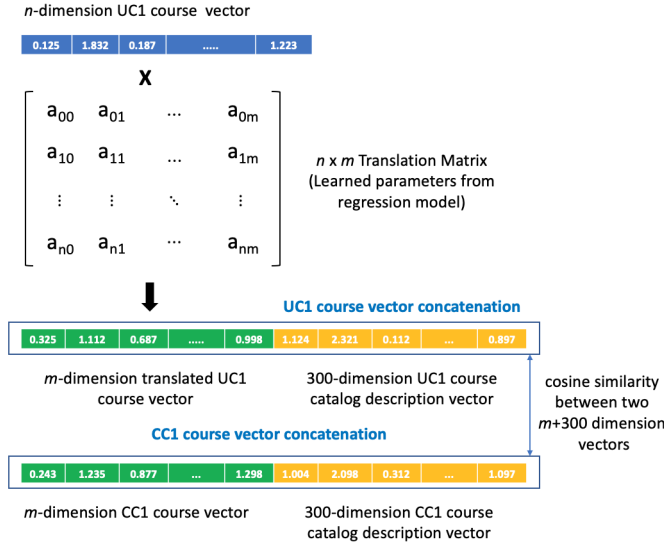 n-dimension UC1 course vector
0.125 1.832 0.187 ..... 1.223
X
a00 a01 ... a0m
a10 a11 ... a1m
⋮ ⋮ ⋱ ⋮
an0 an1 ... anm
n x m Translation Matrix
(Learned parameters from
regression model)
UC1 course vector concatenation
0.325 1.112 0.687 ..... 0.998 1.124 2.321 0.112 ... 0.897
m-dimension translated UC1
course vector
300-dimension UC1 course
catalog description vector
cosine similarity
between two
m+300 dimension
vectors
CC1 course vector concatenation
0.243 1.235 0.877 ... 1.298 1.004 2.098 0.312 ... 1.097
m-dimension CC1 course vector
300-dimension CC1 course
catalog description vector